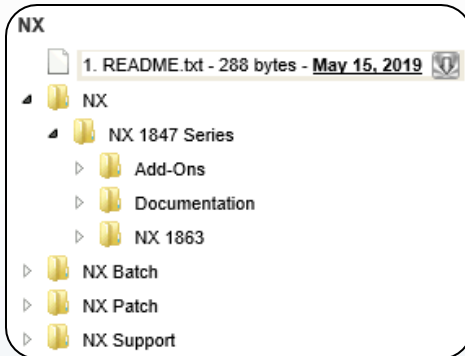 NX
1. README.txt - 288 bytes - May 15, 2019
NX
NX 1847 Series
Add-Ons
Documentation
NX 1863
NX Batch
NX Patch
NX Support